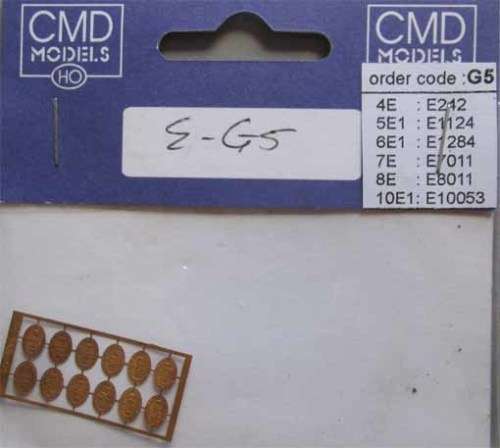 CMD
MODELS
HO
CMD
MODELS
E-G5
order code :G5
4E : E242
5E1 : E1124
6E1 : E1284
7E : E7011
8E : E8011
10E1: E10053